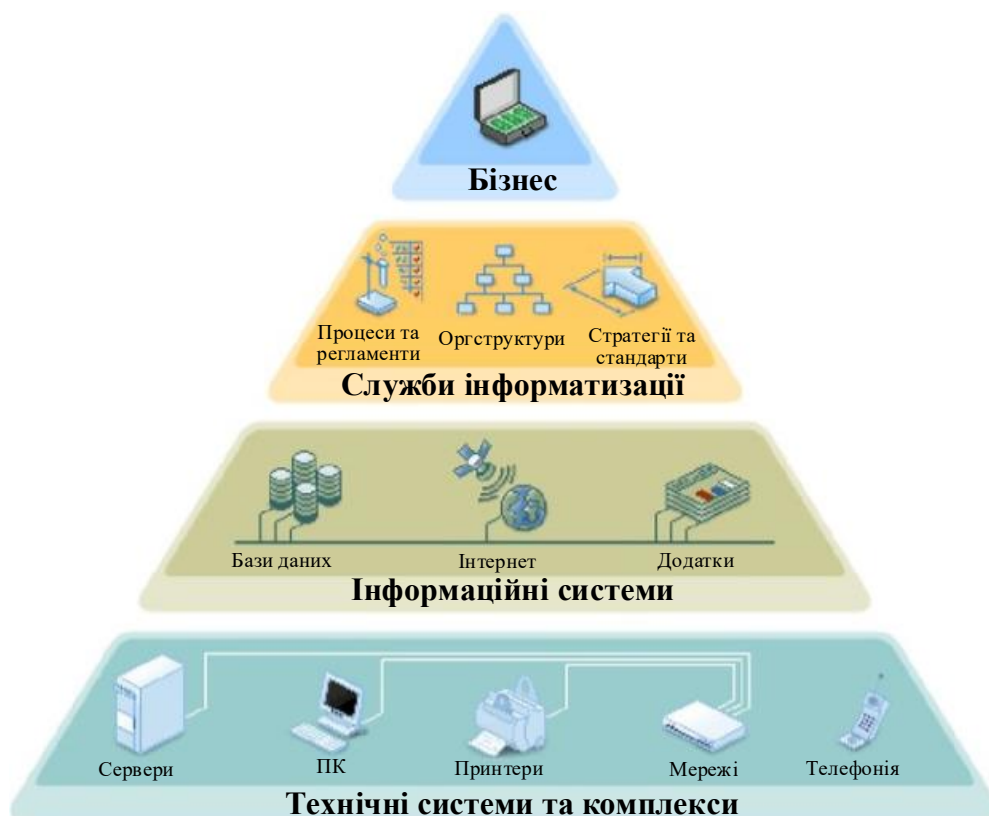 Бізнес
Процеси та
регламенти
Оргструктури
Стратегії та
стандарти
Служби інформатизації
Бази даних
Інтернет
Додатки
Інформаційні системи
Сервери
ПК
Принтери
Мережі
Телефонія
Технічні системи та комплекси